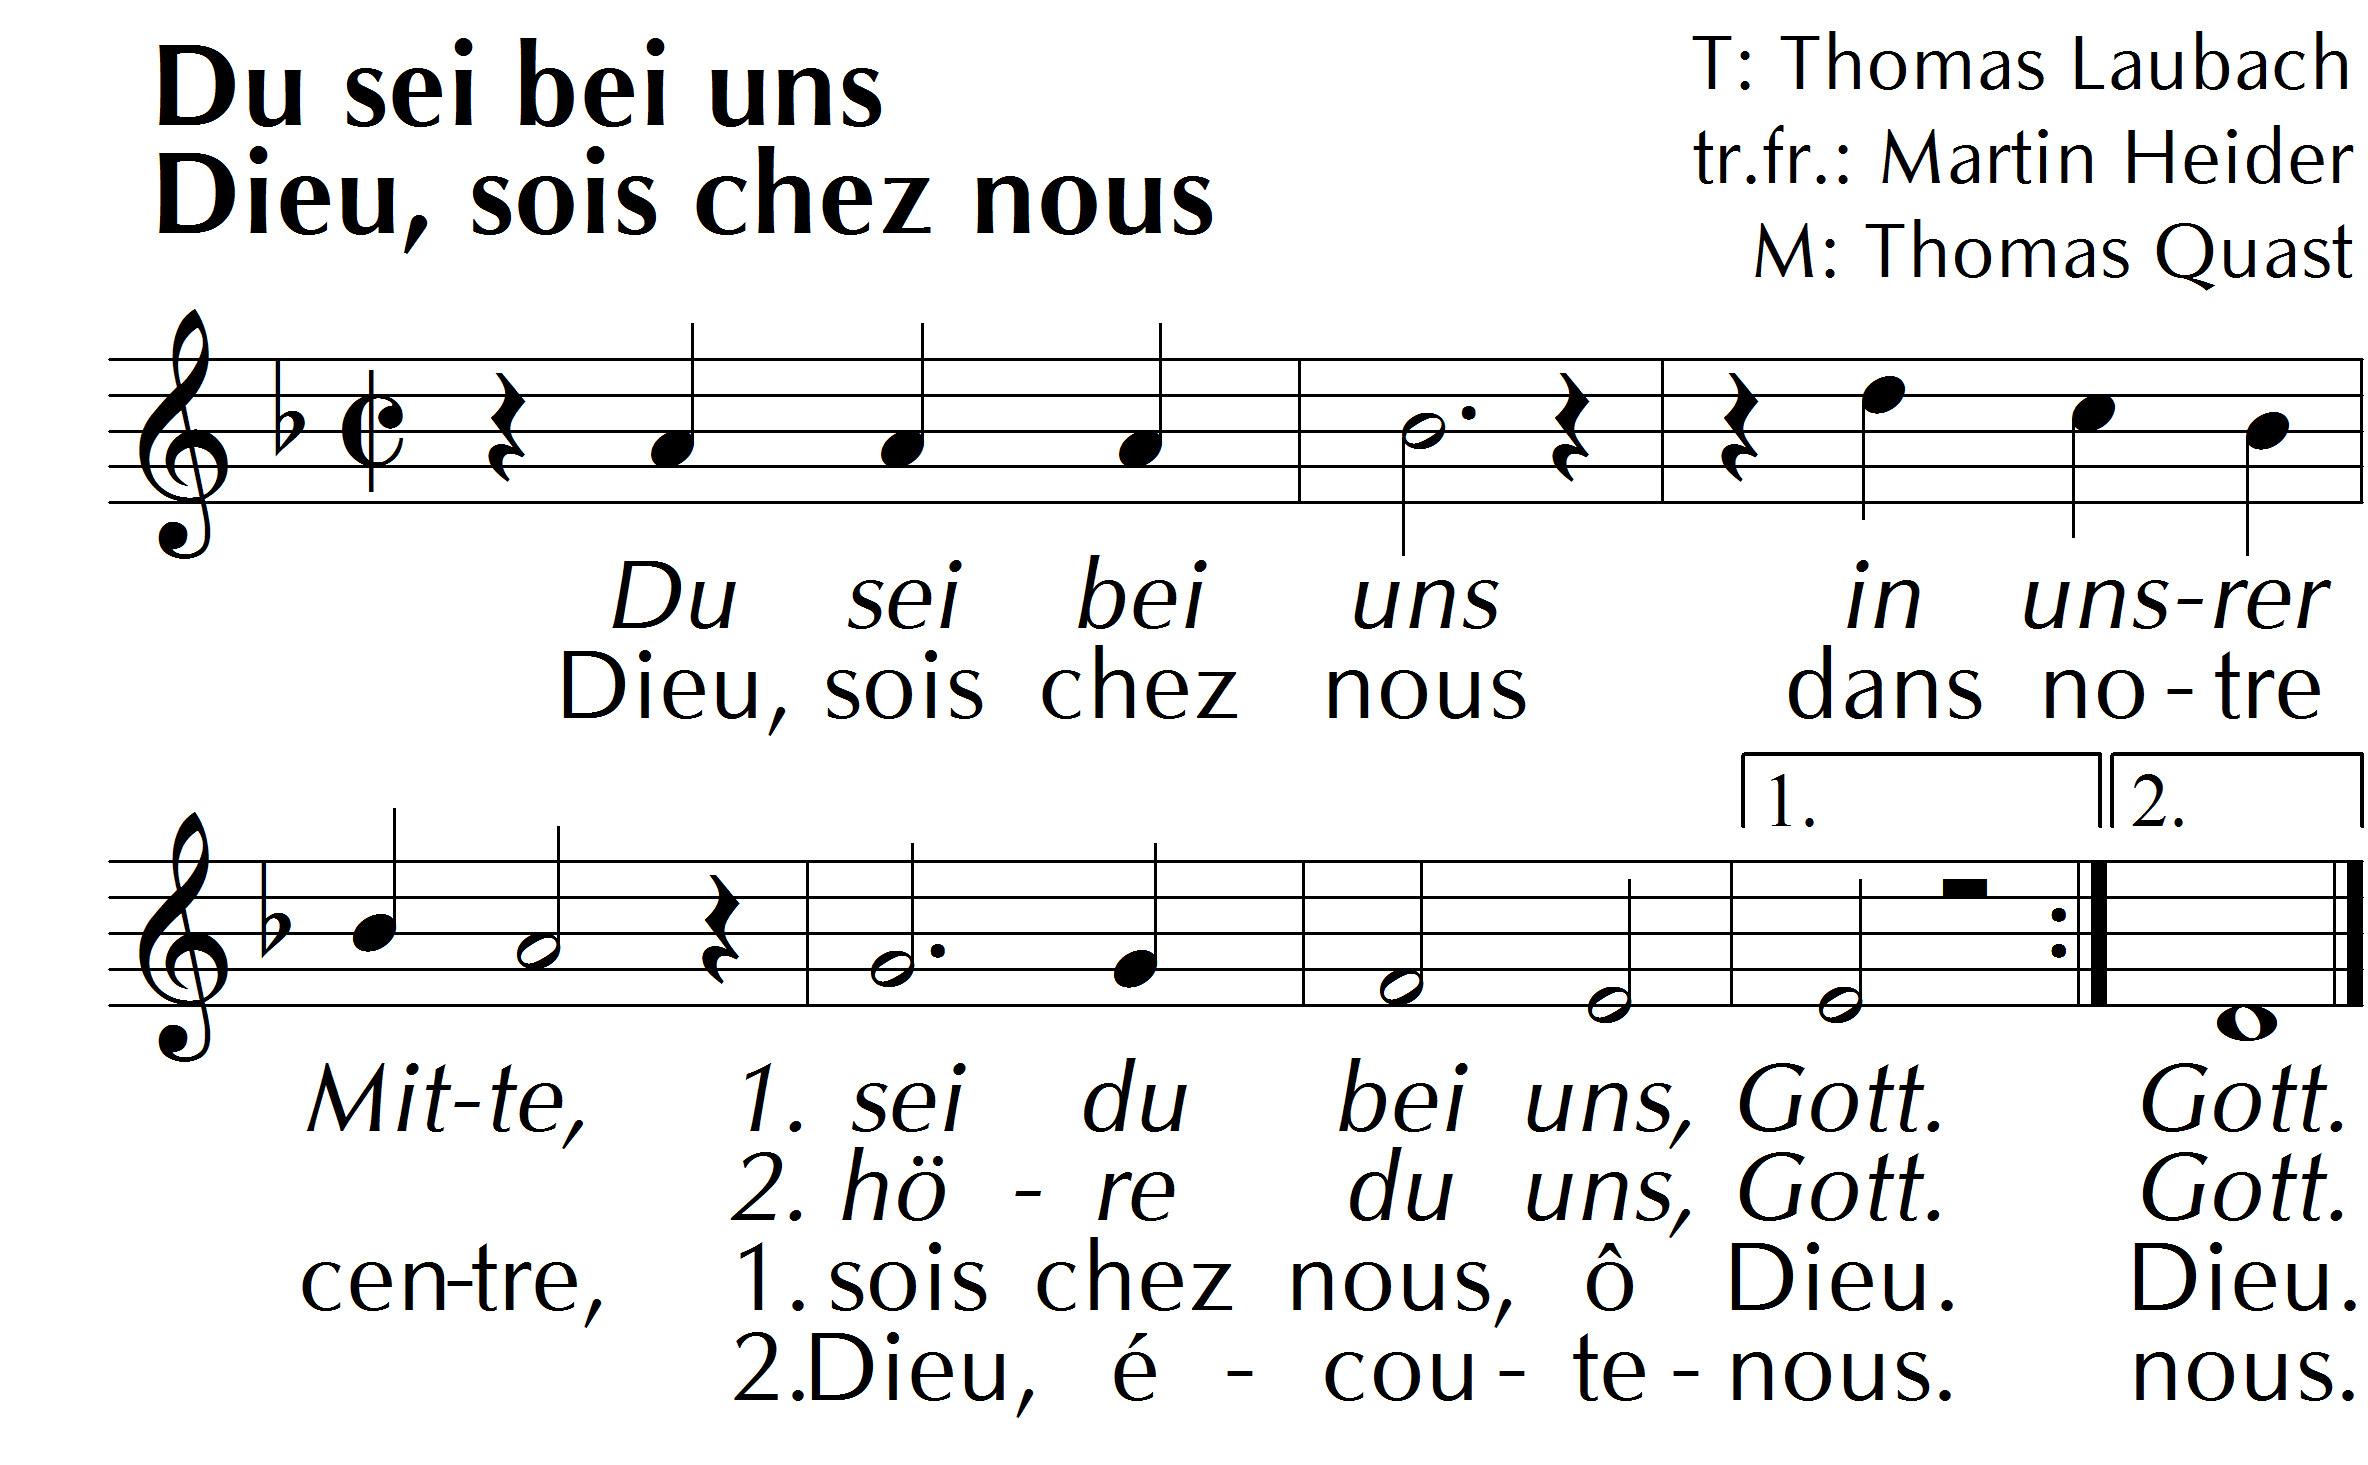 Du sei bei uns
Dieu, sois chez nous
T: Thomas Laubach
tr.fr.: Martin Heider
M: Thomas Quast
Du sei bei uns in uns-rer
Dieu, sois chez nous dans no-tre
1. 2.
Mit-te, 1. sei du bei uns, Gott. Gott.
2. hö-re du uns, Gott. Gott.
cen-tre, 1. sois chez nous, ô Dieu. Dieu.
2.Dieu, é-cou-te-nous. nous.